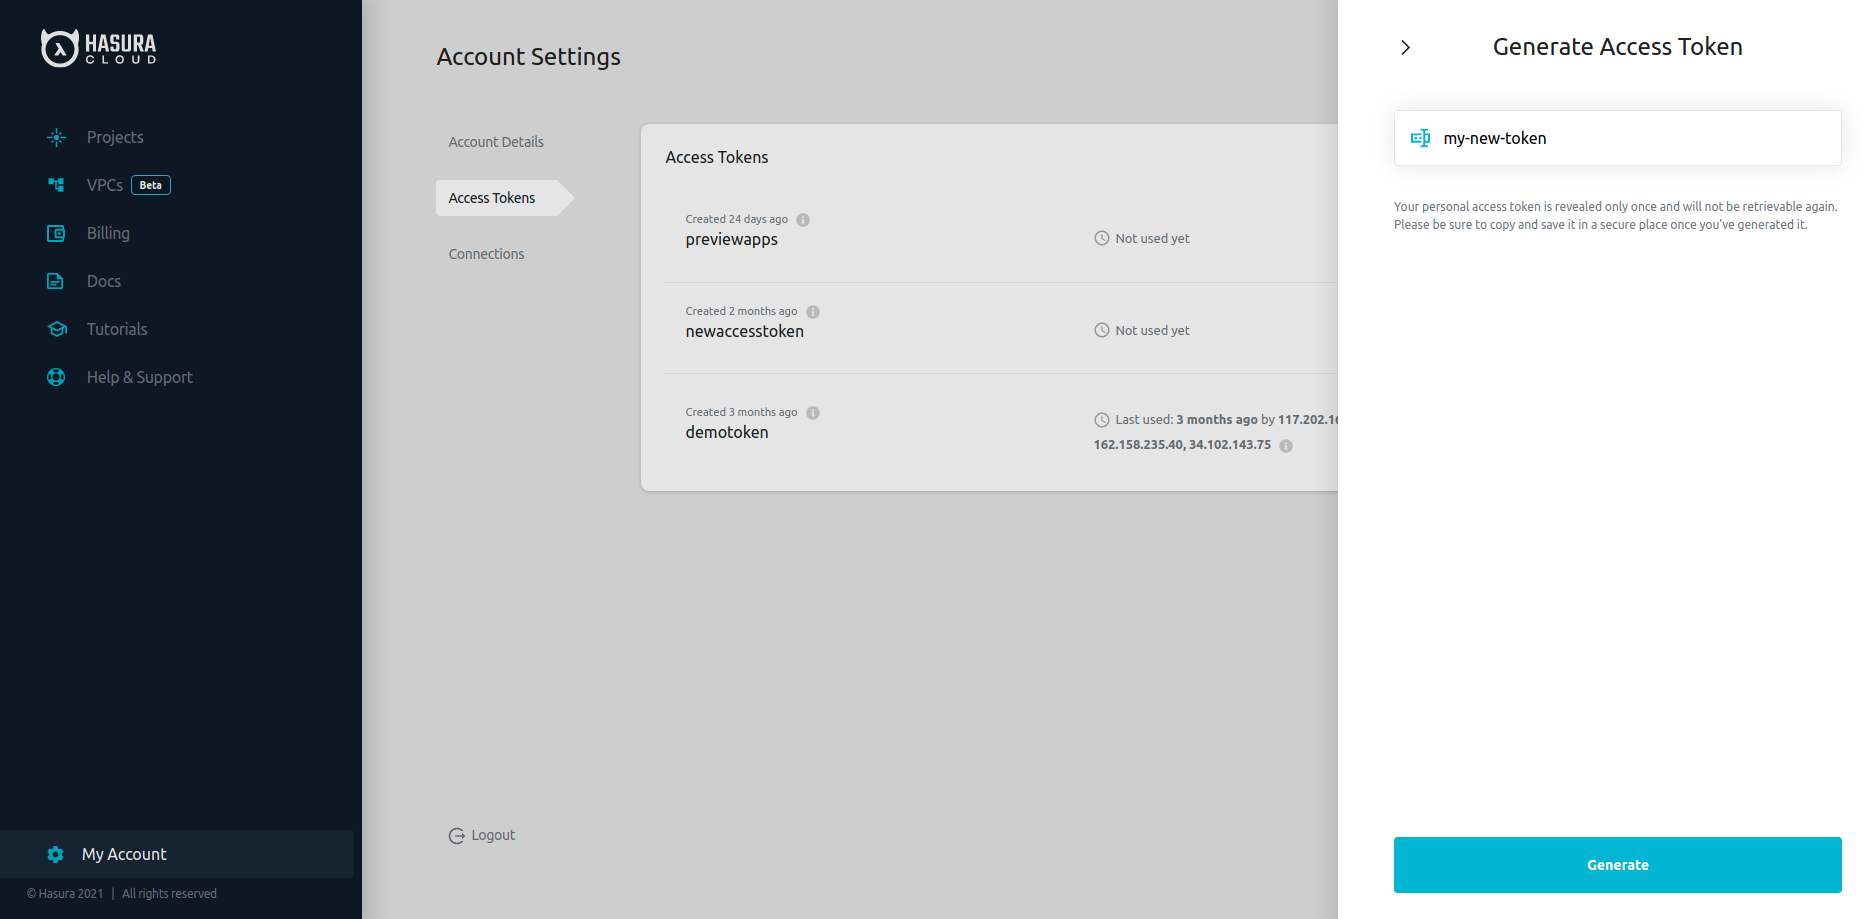 HASURA
CLOUD
Projects
VPCs Beta
Billing
Docs
Tutorials
Help & Support
My Account
© Hasura 2021 | All rights reserved
Account Settings
Account Details
Access Tokens
Connections
Logout
Access Tokens
Created 24 days ago
previewapps
Not used yet
Created 2 months ago
newaccesstoken
Not used yet
Created 3 months ago
demotoken
Last used: 3 months ago by 117.202.16
162.158.235.40, 34.102.143.75
Generate Access Token
my-new-token
Your personal access token is revealed only once and will not be retrievable again.
Please be sure to copy and save it in a secure place once you’ve generated it.
Generate